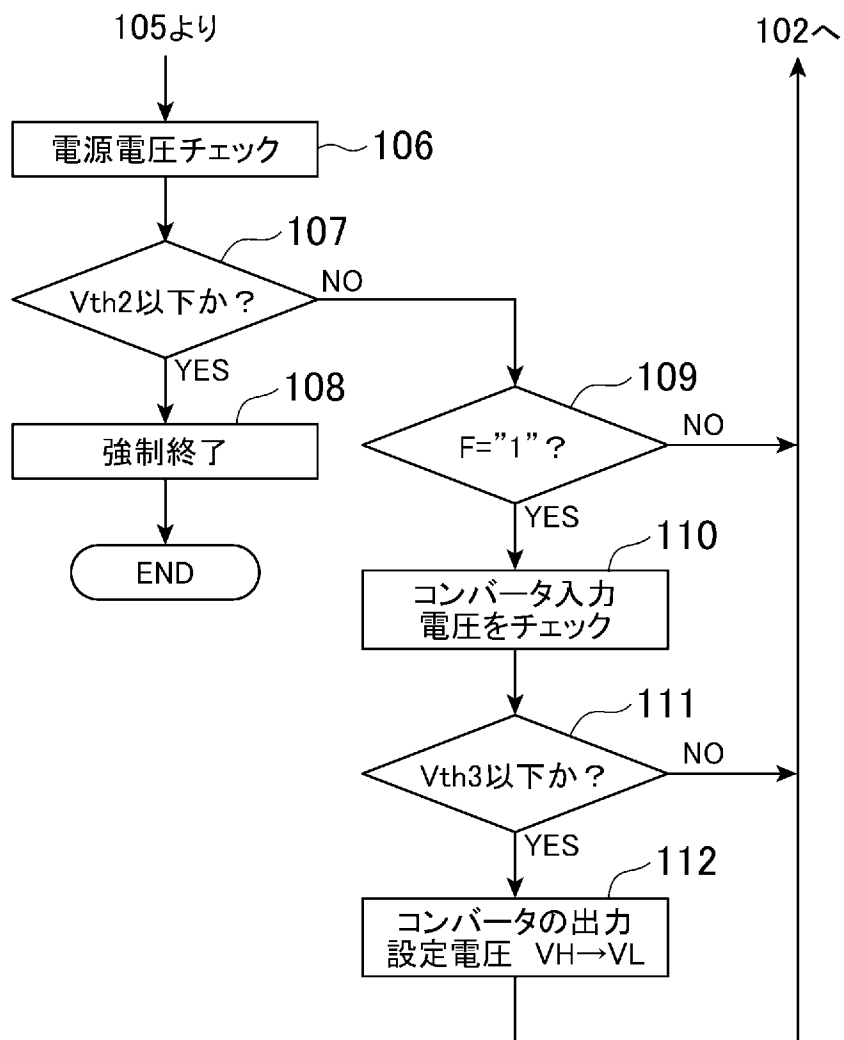 105より
102へ
電源電圧チェック
106
107
Vth2以下か？
NO
YES
108
強制終了
END
109
F="1"？
NO
YES
110
コンバータ入力
電圧をチェック
111
Vth3以下か？
NO
YES
112
コンバータの出力
設定電圧　VH→VL